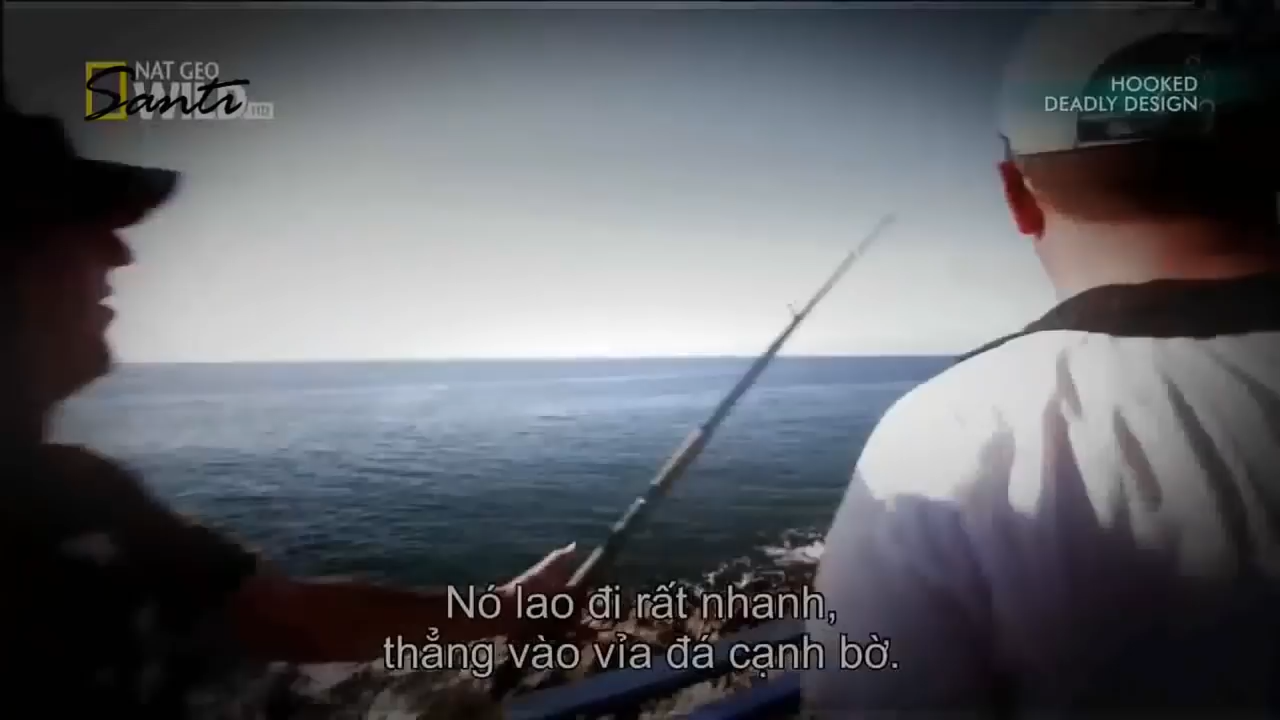 NAT GEO
WILD HD
Santi
HOOKED
DEADLY DESIGN
Nó lao đi rất nhanh,
thẳng vào vỉa đá cạnh bờ.